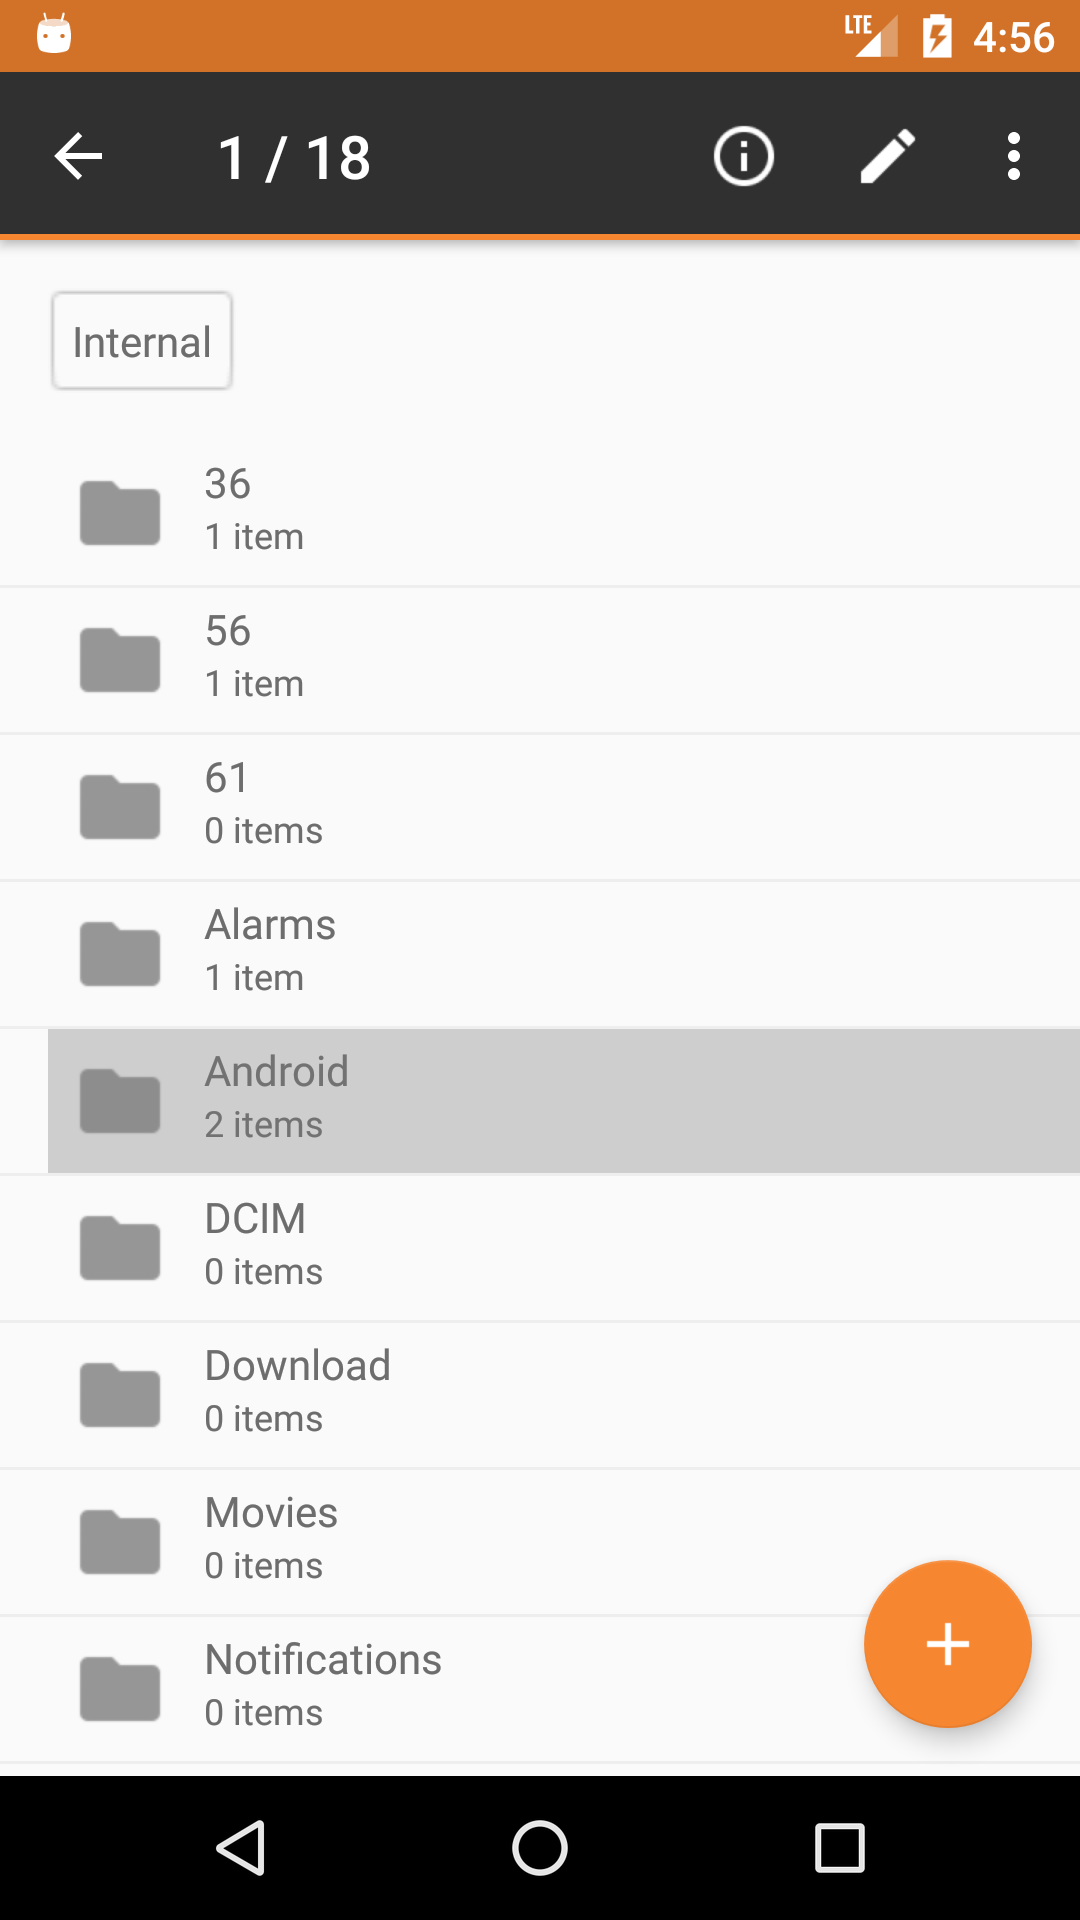 LTE 4:56
1 / 18
Internal
36
1 item
56
1 item
61
0 items
Alarms
1 item
Android
2 items
DCIM
0 items
Download
0 items
Movies
0 items
Notifications
0 items